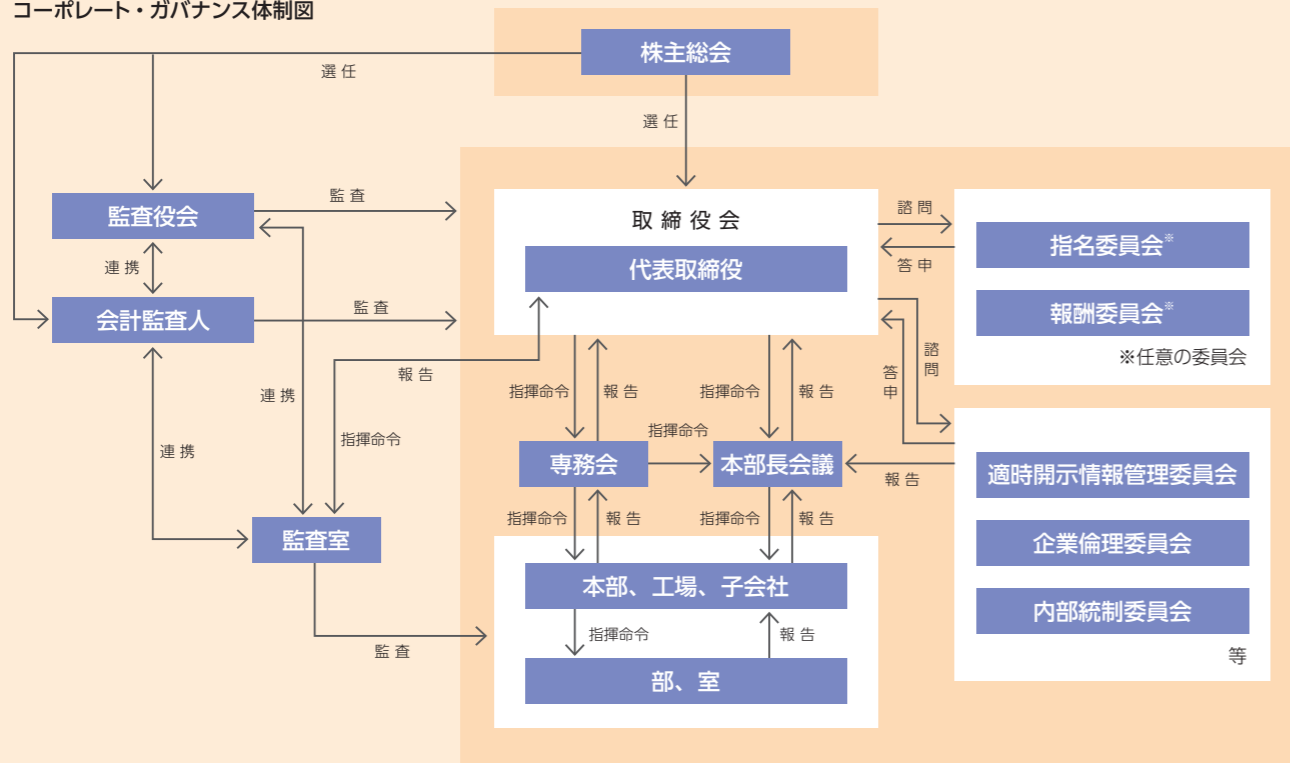 コーポレート・ガバナンス体制図
株主総会
選任
選任
監査役会
監査
取締役会
代表取締役
諮問
答申
指名委員会※
報酬委員会※
※任意の委員会
連携
会計監査人
監査
報告
連携
指揮命令
連携
指揮命令
報告
指揮命令
報告
諮問
答申
専務会
指揮命令
本部長会議
報告
適時開示情報管理委員会
企業倫理委員会
内部統制委員会
等
監査室
監査
指揮命令
報告
指揮命令
報告
本部、工場、子会社
指揮命令
報告
部、室